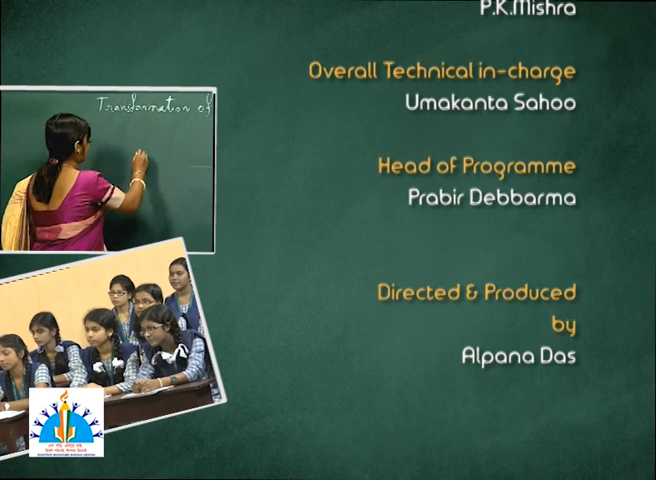 P.K.Mishra
Overall Technical in-charge
Umakanta Sahoo
Transformation of
Head of Programme
Prabir Debbarma
Directed & Produced
by
Alpana Das